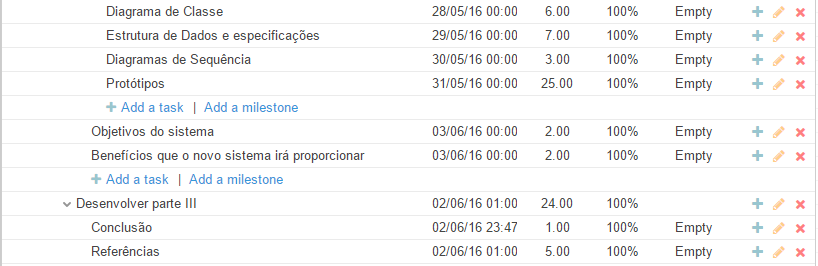 Diagrama de Classe 28/05/16 00:00 6.00 100% Empty
Estrutura de Dados e especificações 29/05/16 00:00 7.00 100% Empty
Diagramas de Sequência 30/05/16 00:00 3.00 100% Empty
Protótipos 31/05/16 00:00 25.00 100% Empty
Add a task | Add a milestone
Objetivos do sistema 03/06/16 00:00 2.00 100% Empty
Benefícios que o novo sistema irá proporcionar 03/06/16 00:00 2.00 100% Empty
Add a task | Add a milestone
Desenvolver parte III 02/06/16 01:00 24.00 100%
Conclusão 02/06/16 23:47 1.00 100% Empty
Referências 02/06/16 01:00 5.00 100% Empty